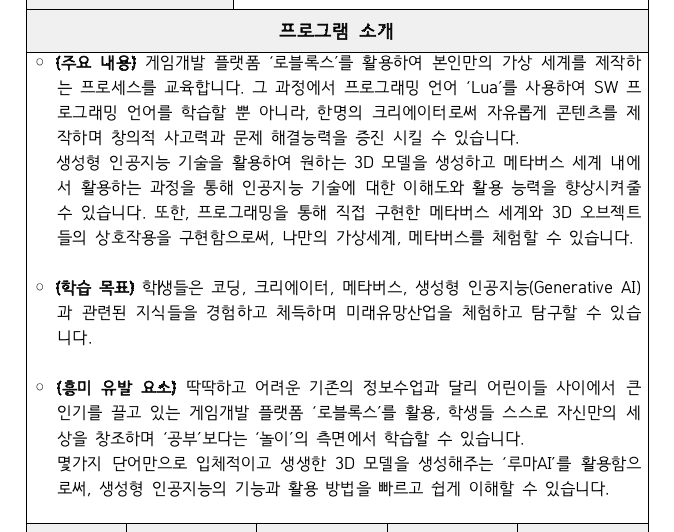 프로그램 소개
○ {주요 내용} 게임개발 플랫폼 '로블록스'를 활용하여 본인만의 가상 세계를 제작하
는 프로세스를 교육합니다. 그 과정에서 프로그래밍 언어 'Lua'를 사용하여 SW 프
로그래밍 언어를 학습할 뿐 아니라, 한명의 크리에이터로써 자유롭게 콘텐츠를 제
작하며 창의적 사고력과 문제 해결능력을 증진 시킬 수 있습니다.
생성형 인공지능 기술을 활용하여 원하는 3D 모델을 생성하고 메타버스 세계 내에
서 활용하는 과정을 통해 인공지능 기술에 대한 이해도와 활용 능력을 향상시켜줄
수 있습니다. 또한, 프로그래밍을 통해 직접 구현한 메타버스 세계와 3D 오브젝트
들의 상호작용을 구현함으로써, 나만의 가상세계, 메타버스를 체험할 수 있습니다.
○ {학습 목표} 학생들은 코딩, 크리에이터, 메타버스, 생성형 인공지능(Generative AI)
과 관련된 지식들을 경험하고 체득하며 미래유망산업을 체험하고 탐구할 수 있습
니다.
○ {흥미 유발 요소} 딱딱하고 어려운 기존의 정보수업과 달리 어린이들 사이에서 큰
인기를 끌고 있는 게임개발 플랫폼 '로블록스'를 활용, 학생들 스스로 자신만의 세
상을 창조하며 '공부'보다는 '놀이'의 측면에서 학습할 수 있습니다.
몇가지 단어만으로 입체적이고 생생한 3D 모델을 생성해주는 '루마AI'를 활용함으
로써, 생성형 인공지능의 기능과 활용 방법을 빠르고 쉽게 이해할 수 있습니다.